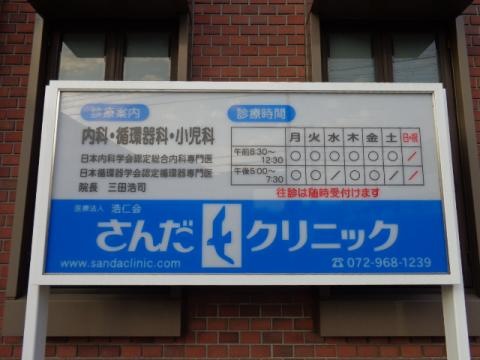 診療案内
内科・循環器科・小児科
日本内科学会認定総合内科専門医
日本循環器学会認定循環器専門医
院長 三田浩司
診療時間
月 火 水 木 金 土 日・祝
午前8:30〜12:30 ○ ○ ○ ○ ○ ○ /
午後5:00〜7:30 ○ ○ / ○ ○ / /
往診は随時受付けます
医療法人 浩仁会
さんだクリニック
www.sandaclinic.com
☎072-968-1239